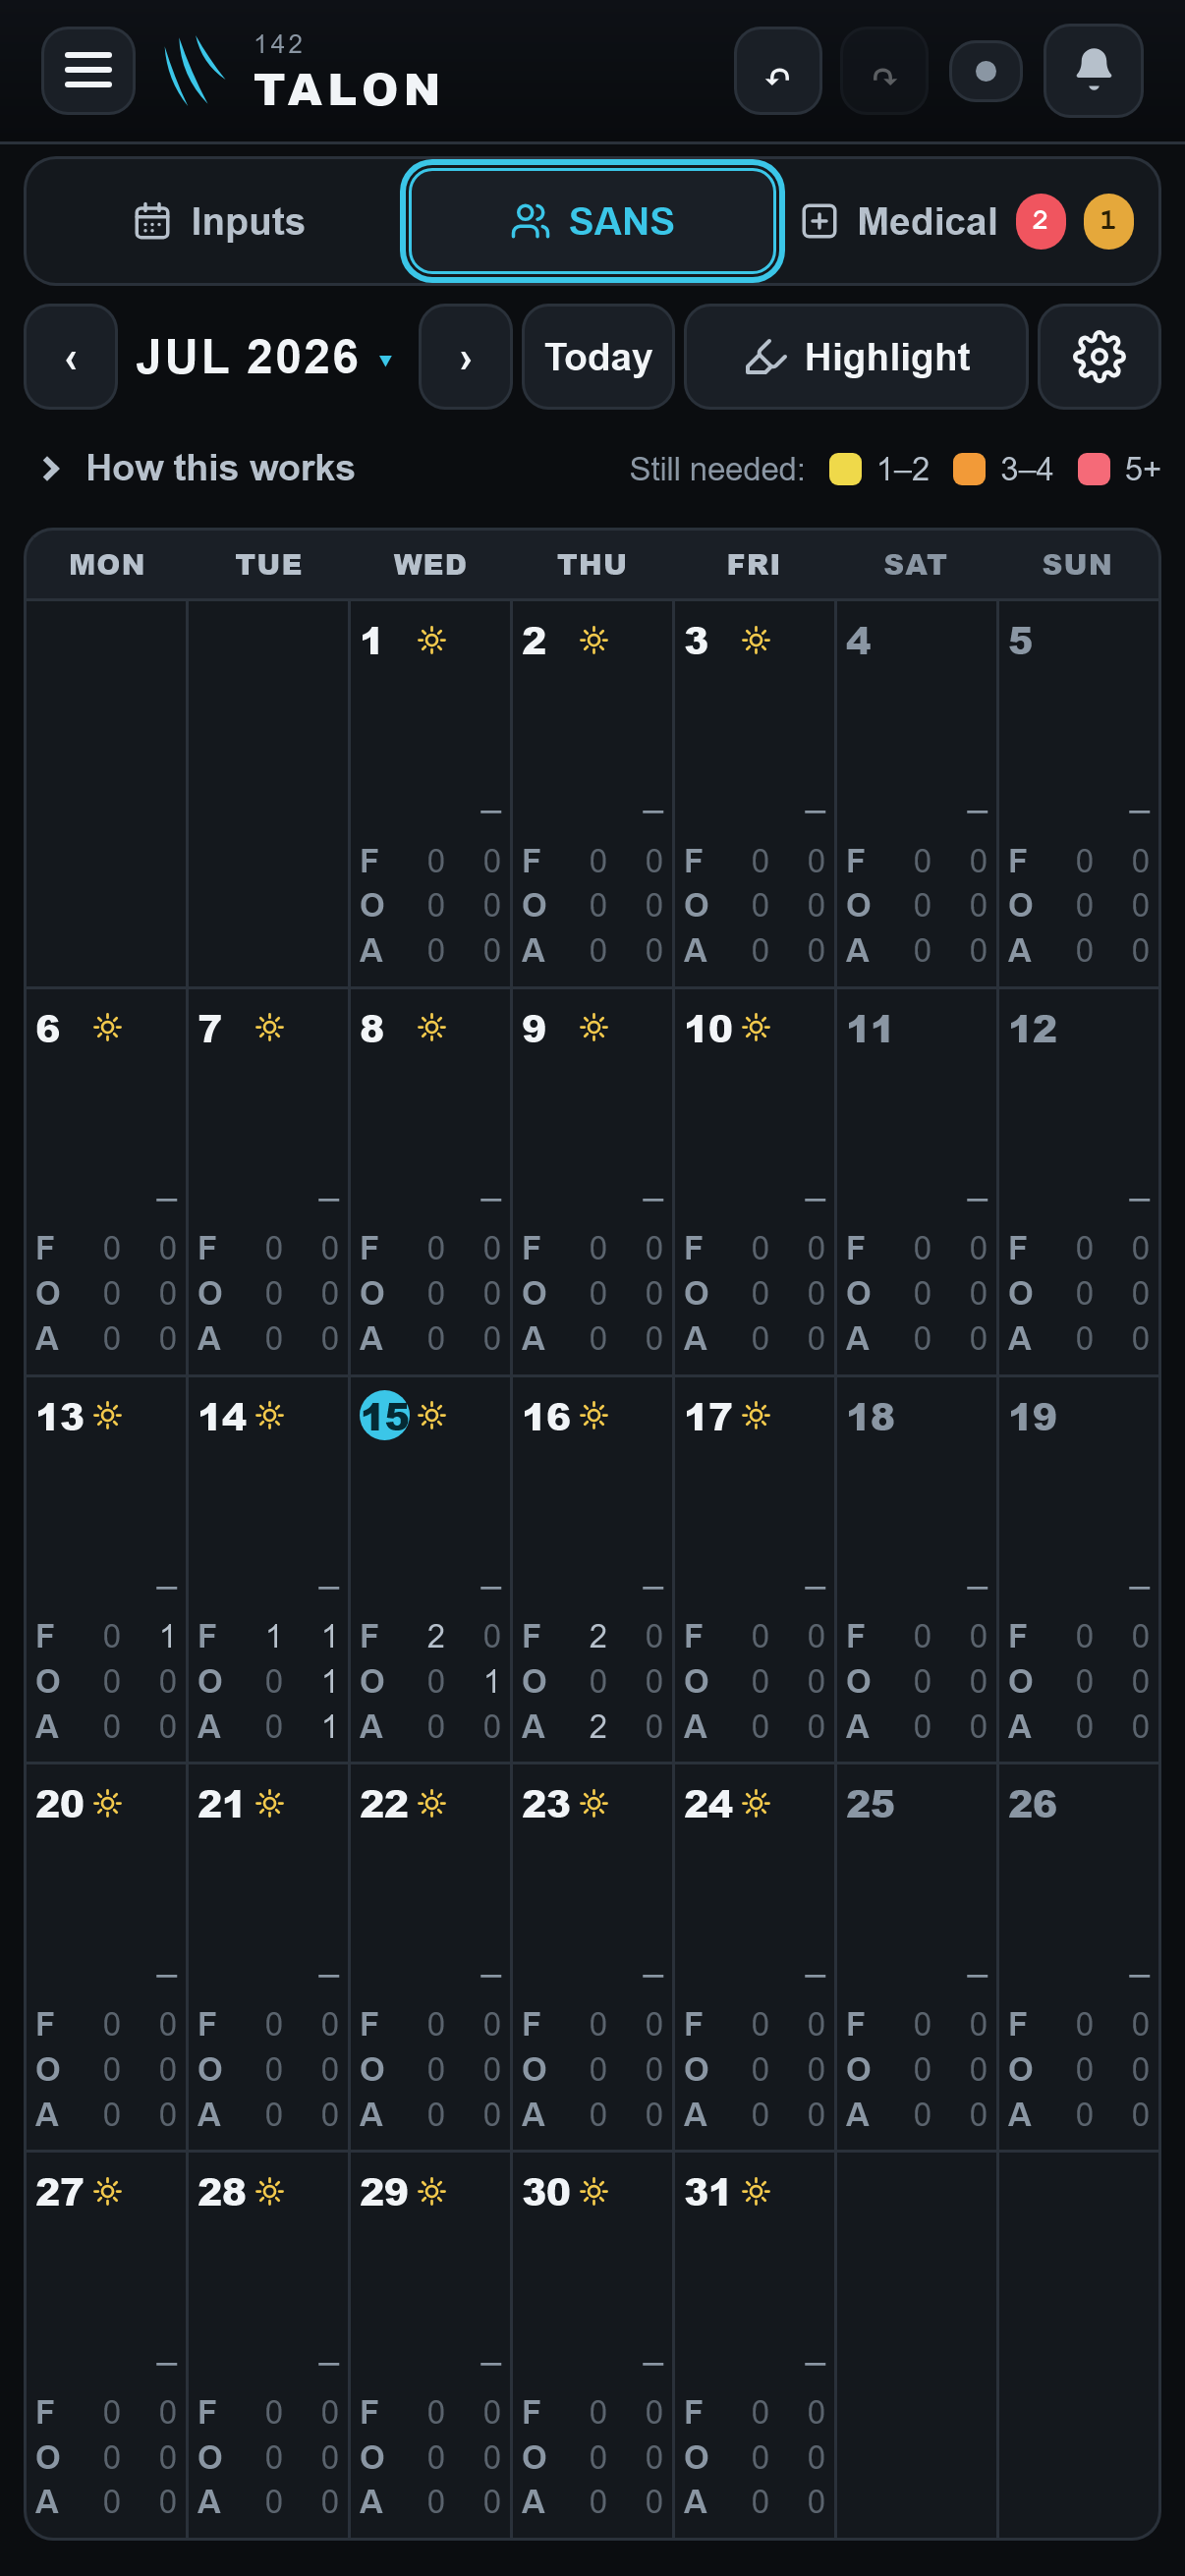 142
TALON
Inputs
SANS
Medical 2 1
‹ JUL 2026 ▾ › Today Highlight
How this works Still needed: 1–2 3–4 5+
MON TUE WED THU FRI SAT SUN
1 2 3 4 5
– – – – –
F 0 0 F 0 0 F 0 0 F 0 0 F 0 0
O 0 0 O 0 0 O 0 0 O 0 0 O 0 0
A 0 0 A 0 0 A 0 0 A 0 0 A 0 0
6 7 8 9 10 11 12
– – – – – – –
F 0 0 F 0 0 F 0 0 F 0 0 F 0 0 F 0 0 F 0 0
O 0 0 O 0 0 O 0 0 O 0 0 O 0 0 O 0 0 O 0 0
A 0 0 A 0 0 A 0 0 A 0 0 A 0 0 A 0 0 A 0 0
13 14 15 16 17 18 19
– – – – – – –
F 0 1 F 1 1 F 2 0 F 2 0 F 0 0 F 0 0 F 0 0
O 0 0 O 0 1 O 0 1 O 0 0 O 0 0 O 0 0 O 0 0
A 0 0 A 0 1 A 0 0 A 2 0 A 0 0 A 0 0 A 0 0
20 21 22 23 24 25 26
– – – – – – –
F 0 0 F 0 0 F 0 0 F 0 0 F 0 0 F 0 0 F 0 0
O 0 0 O 0 0 O 0 0 O 0 0 O 0 0 O 0 0 O 0 0
A 0 0 A 0 0 A 0 0 A 0 0 A 0 0 A 0 0 A 0 0
27 28 29 30 31
– – – – –
F 0 0 F 0 0 F 0 0 F 0 0 F 0 0
O 0 0 O 0 0 O 0 0 O 0 0 O 0 0
A 0 0 A 0 0 A 0 0 A 0 0 A 0 0